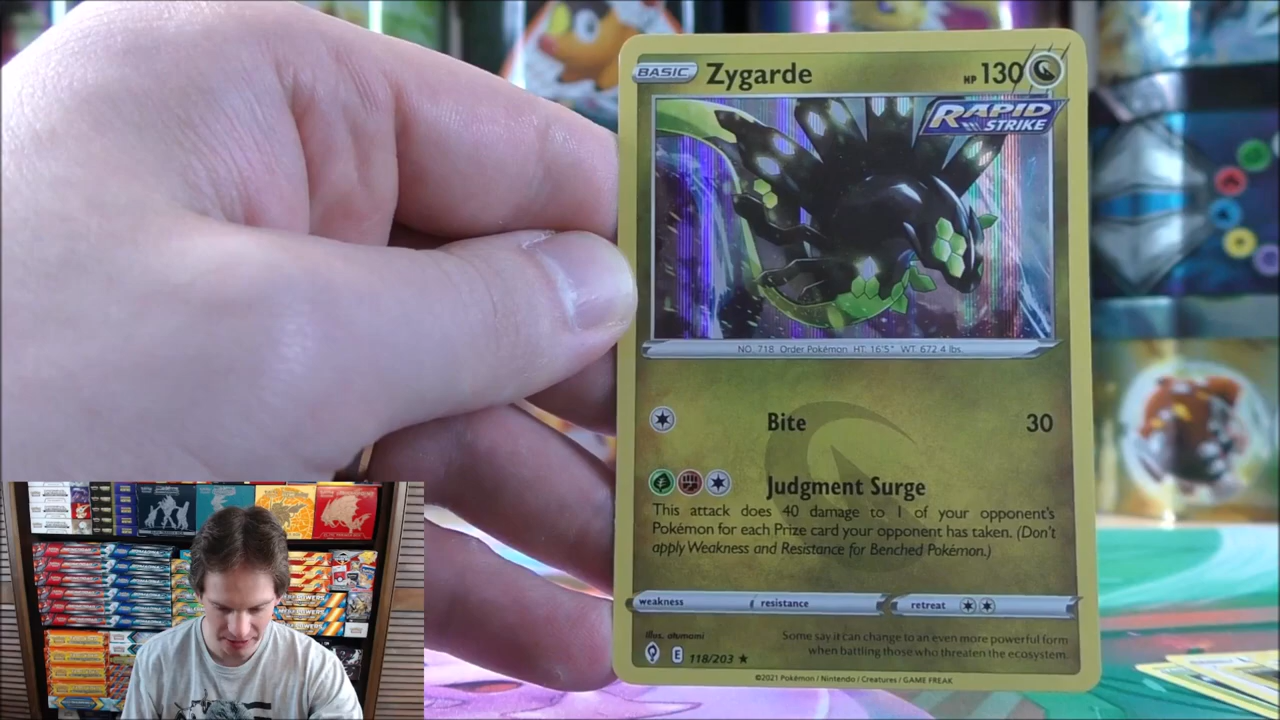 BASIC Zygarde HP 130
RAPID STRIKE
NO. 718 Order Pokémon HT: 16'5" WT: 672.4 lbs.
Bite 30
Judgment Surge
This attack does 40 damage to 1 of your opponent's
Pokémon for each Prize card your opponent has taken. (Don't
apply Weakness and Resistance for Benched Pokémon.)
weakness resistance retreat
Illus. otumami
Some say it can change to an even more powerful form
when battling those who threaten the ecosystem.
E 118/203
©2021 Pokémon / Nintendo / Creatures / GAME FREAK